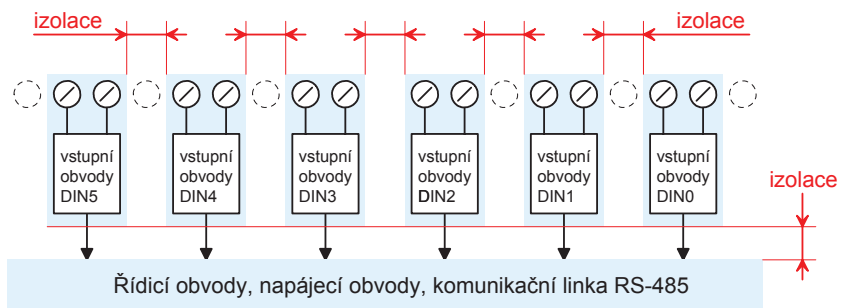 izolace
izolace
vstupní
obvody
DIN5
vstupní
obvody
DIN4
vstupní
obvody
DIN3
vstupní
obvody
DIN2
vstupní
obvody
DIN1
vstupní
obvody
DIN0
izolace
Řídicí obvody, napájecí obvody, komunikační linka RS-485